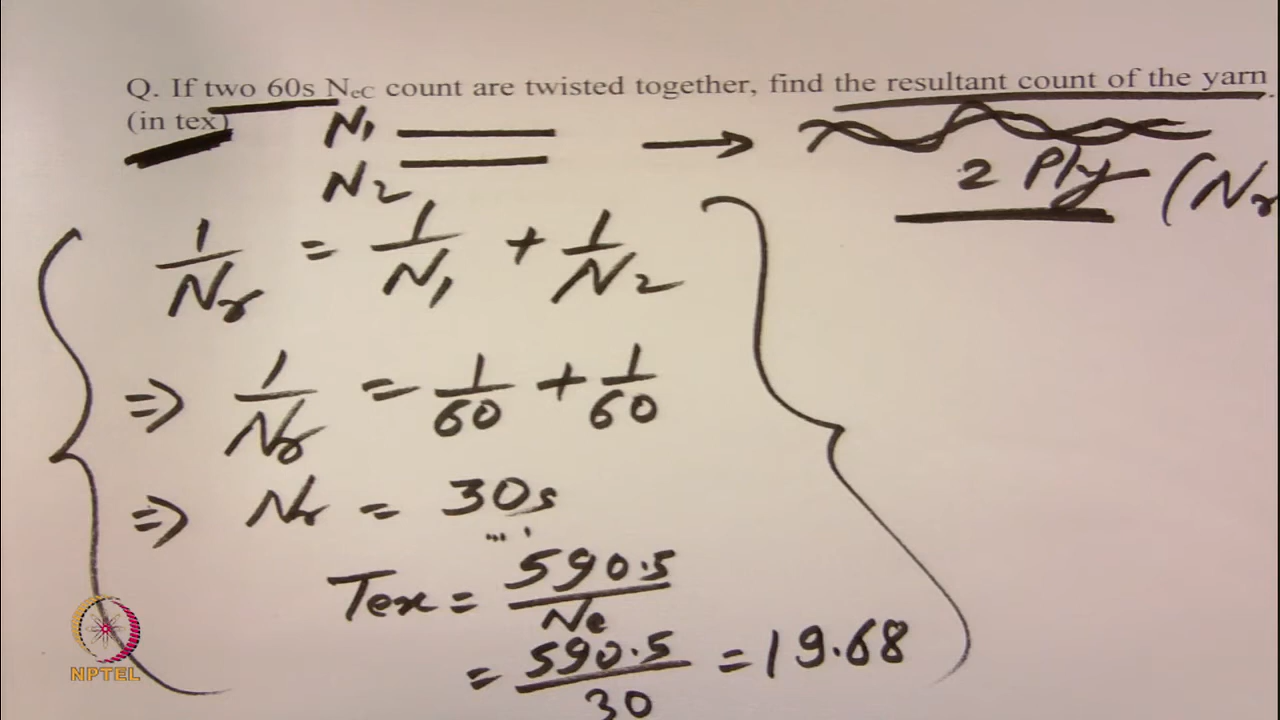 Q. If two 60s NeC count are twisted together, find the resultant count of the yarn
(in tex)
N1
N2
2 Ply (Nr
1/Nr = 1/N1 + 1/N2
=> 1/Nr = 1/60 + 1/60
=> Nr = 30s
Tex = 590.5/Ne
= 590.5/30 = 19.68
NPTEL